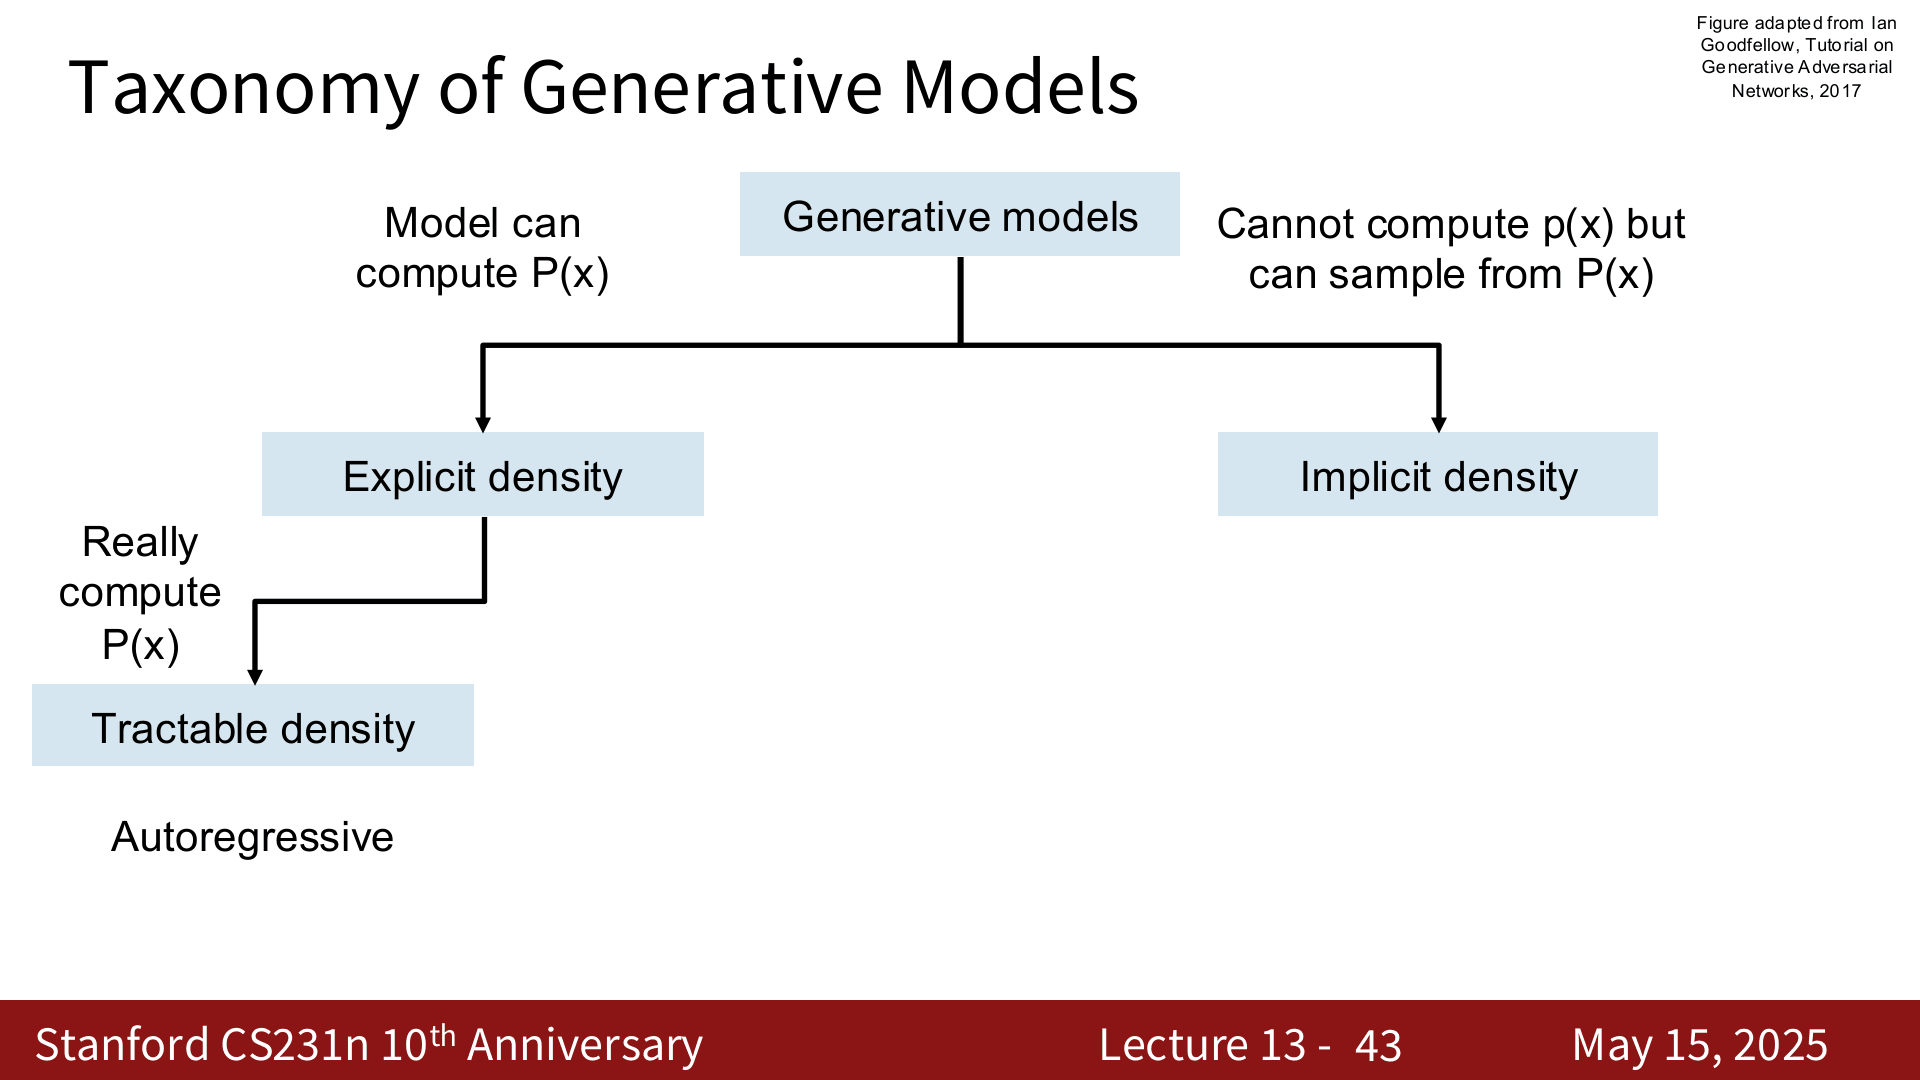 Taxonomy of Generative Models
Figure adapted from Ian
Goodfellow, Tutorial on
Generative Adversarial
Networks, 2017
Generative models
Model can
compute P(x)
Cannot compute p(x) but
can sample from P(x)
Explicit density
Implicit density
Really
compute
P(x)
Tractable density
Autoregressive
Stanford CS231n 10th Anniversary
Lecture 13 - 43
May 15, 2025